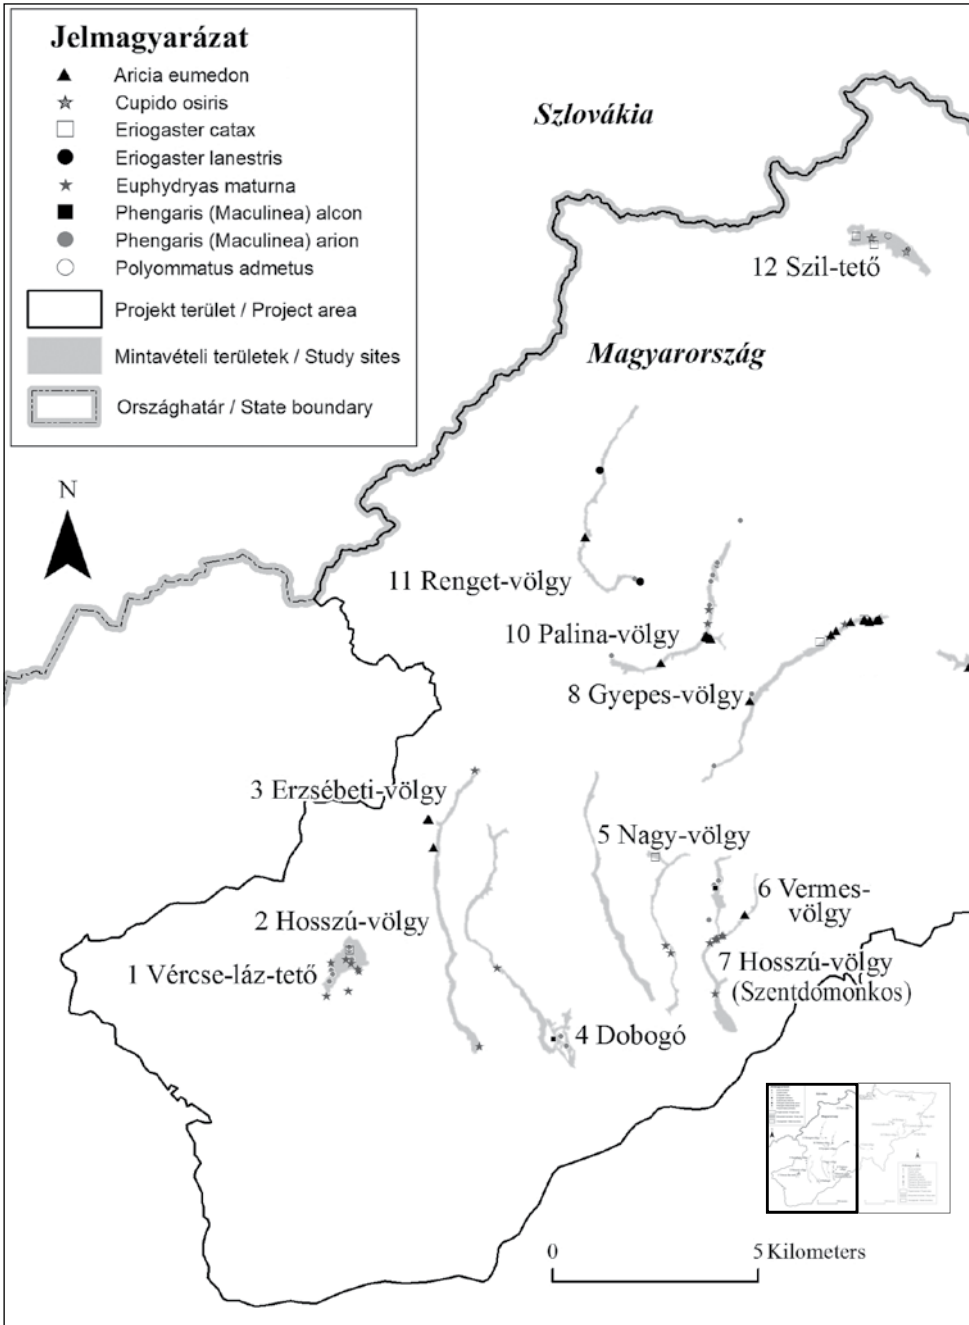 Jelmagyarázat
Aricia eumedon
Cupido osiris
Eriogaster catax
Eriogaster lanestris
Euphydryas maturna
Phengaris (Maculinea) alcon
Phengaris (Maculinea) arion
Polyommatus admetus
Projekt terület / Project area
Mintavételi területek / Study sites
Országhatár / State boundary
Szlovákia
12 Szil-tető
Magyarország
N
11 Renget-völgy
10 Palina-völgy
8 Gyepes-völgy
3 Erzsébeti-völgy
5 Nagy-völgy
6 Vermes-
völgy
2 Hosszú-völgy
1 Vércse-láz-tető
7 Hosszú-völgy
(Szentdomonkos)
4 Dobogó
0 5 Kilometers